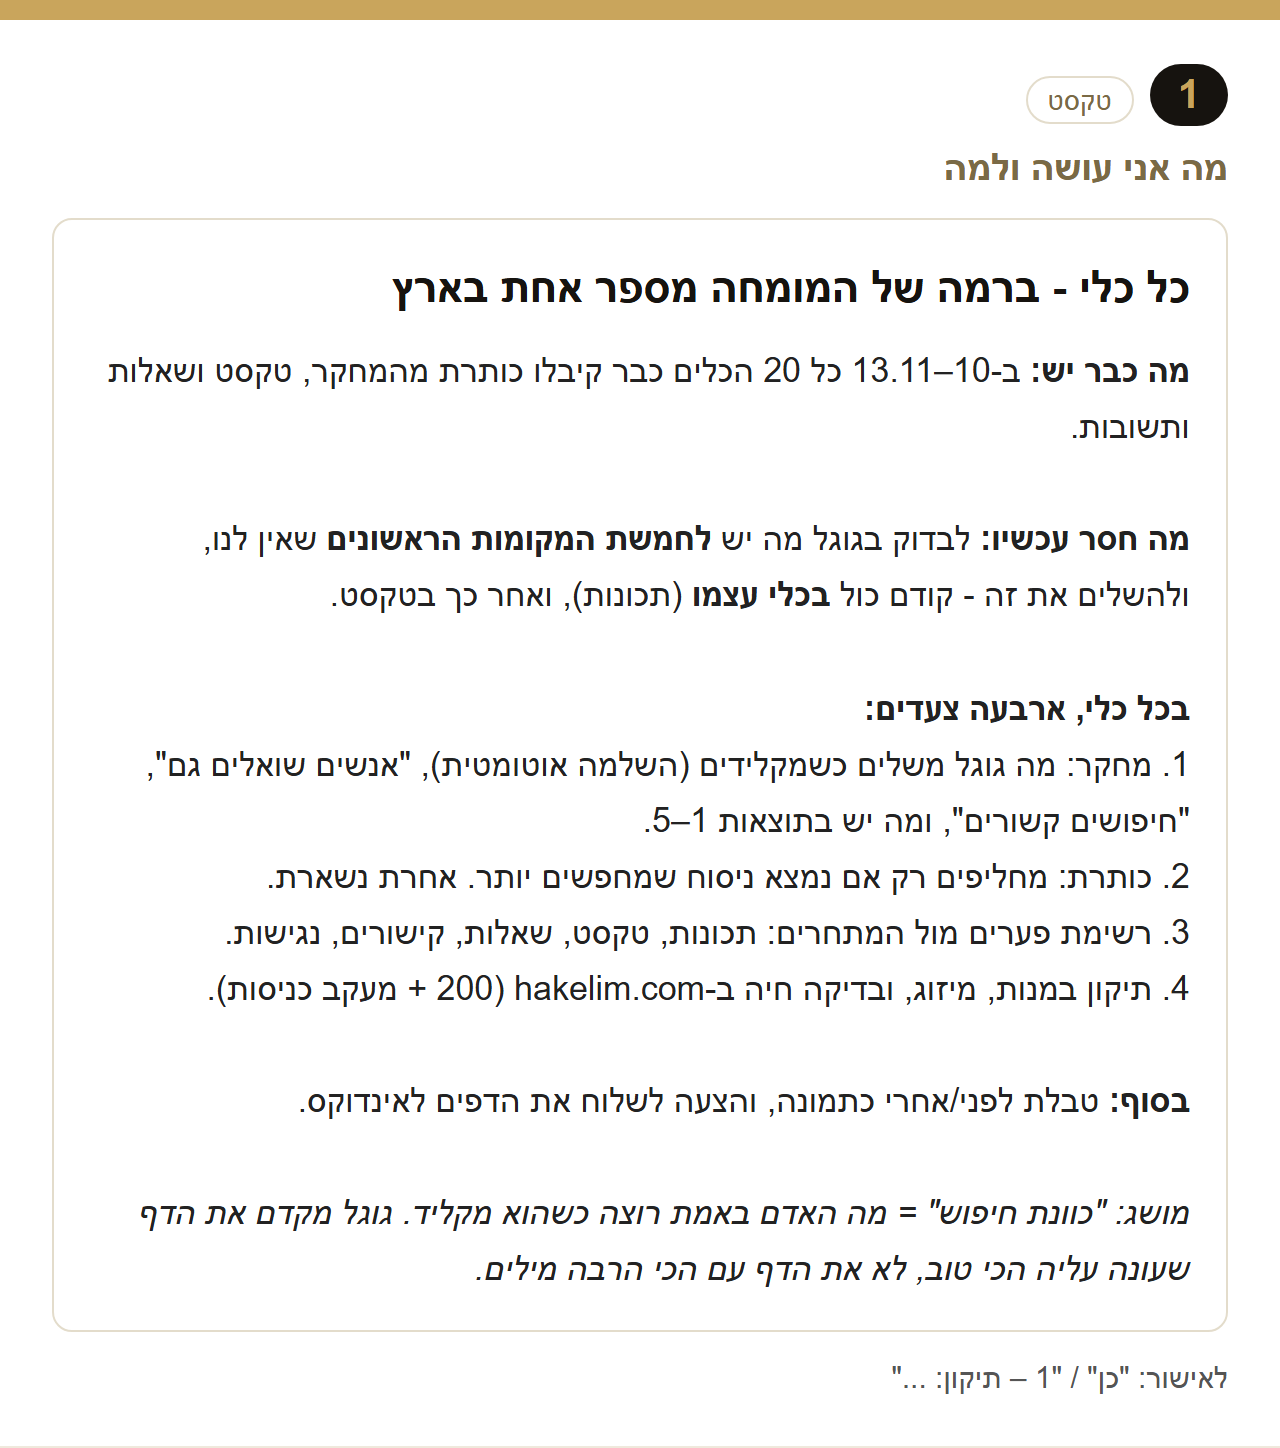 1
טקסט
מה אני עושה ולמה
כל כלי - ברמה של המומחה מספר אחת בארץ
מה כבר יש: ב-10–13.11 כל 20 הכלים כבר קיבלו כותרת מהמחקר, טקסט ושאלות
ותשובות.
מה חסר עכשיו: לבדוק בגוגל מה יש לחמשת המקומות הראשונים שאין לנו,
ולהשלים את זה - קודם כול בכלי עצמו (תכונות), ואחר כך בטקסט.
בכל כלי, ארבעה צעדים:
1. מחקר: מה גוגל משלים כשמקלידים (השלמה אוטומטית), "אנשים שואלים גם",
"חיפושים קשורים", ומה יש בתוצאות 1–5.
2. כותרת: מחליפים רק אם נמצא ניסוח שמחפשים יותר. אחרת נשארת.
3. רשימת פערים מול המתחרים: תכונות, טקסט, שאלות, קישורים, נגישות.
4. תיקון במנות, מיזוג, ובדיקה חיה ב-hakelim.com (200 + מעקב כניסות).
בסוף: טבלת לפני/אחרי כתמונה, והצעה לשלוח את הדפים לאינדוקס.
מושג: "כוונת חיפוש" = מה האדם באמת רוצה כשהוא מקליד. גוגל מקדם את הדף
שעונה עליה הכי טוב, לא את הדף עם הכי הרבה מילים.
לאישור: "כן" / "1 – תיקון: ..."